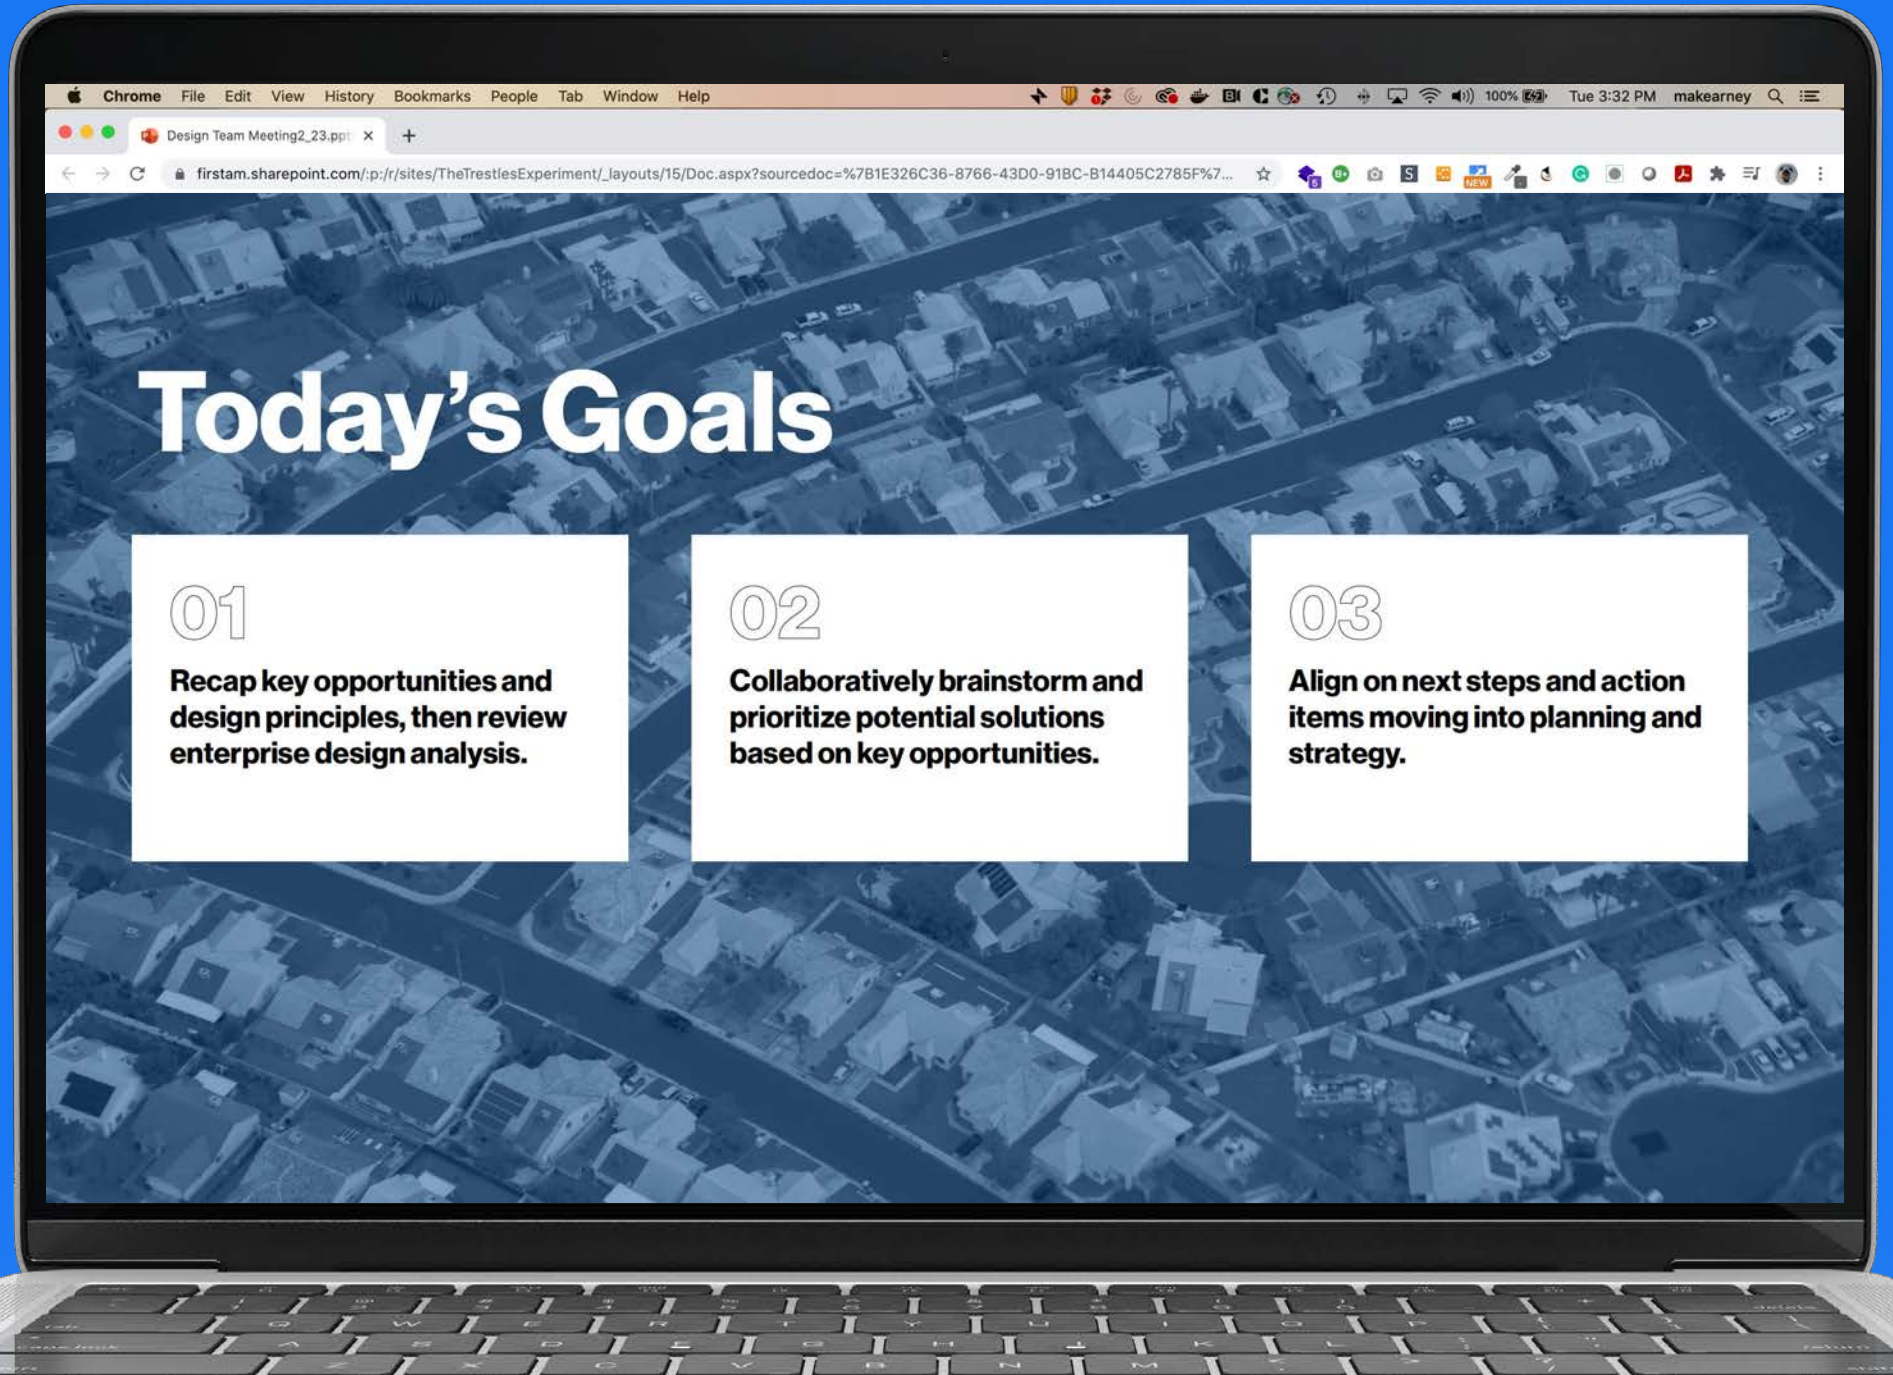 Chrome File Edit View History Bookmarks People Tab Window Help 100% Tue 3:32 PM makearney
Design Team Meeting2_23.ppt
firstam.sharepoint.com/:p:/r/sites/TheTrestlesExperiment/_layouts/15/Doc.aspx?sourcedoc=%7B1E326C36-8766-43D0-91BC-B14405C2785F%7... NEW
Today’s Goals
01
Recap key opportunities and
design principles, then review
enterprise design analysis.
02
Collaboratively brainstorm and
prioritize potential solutions
based on key opportunities.
03
Align on next steps and action
items moving into planning and
strategy.